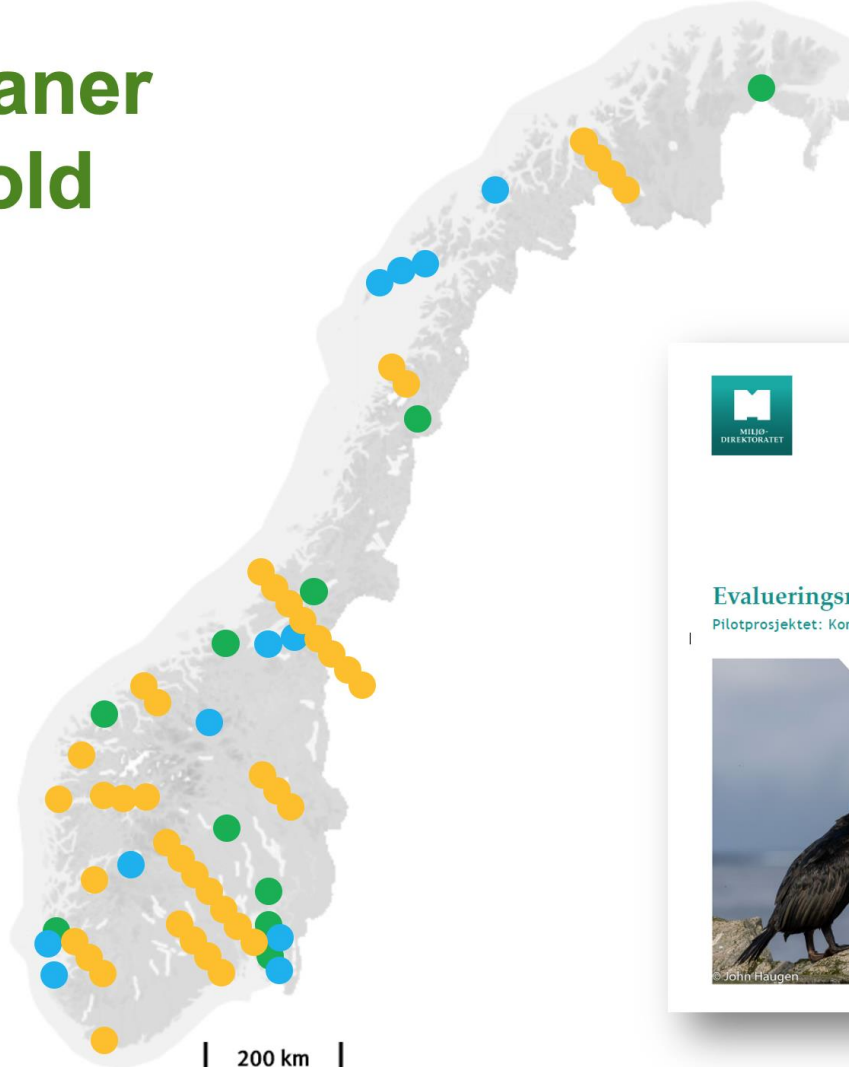 aner
old
MILJØ-
DIREKTORATET
Evalueringsr
Pilotprosjektet: Kor
© John Haugen
200 km